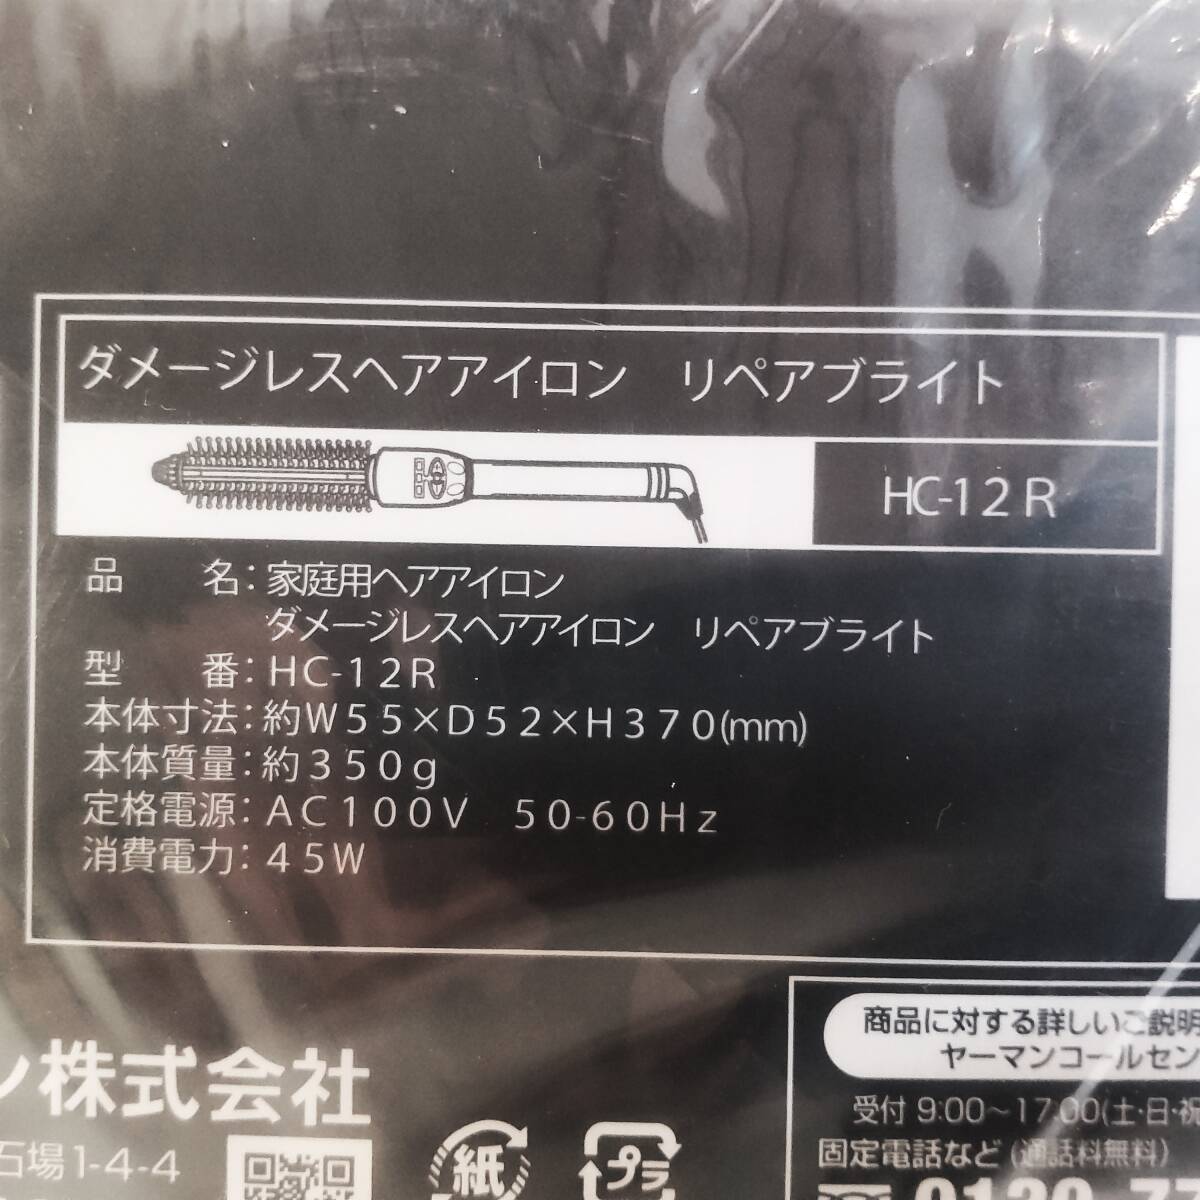 ダメージレスヘアアイロン　リペアブライト
HC-12R
品　　名：家庭用ヘアアイロン
ダメージレスヘアアイロン　リペアブライト
型　　番：HC-12R
本体寸法：約W55×D52×H370(mm)
本体質量：約350g
定格電源：AC100V　50-60Hz
消費電力：45W
ン株式会社
石場1-4-4
紙
プラ
商品に対する詳しいご説明
ヤーマンコールセン
受付 9:00～17:00(土・日・祝
固定電話など (通話料無料)
0120-77